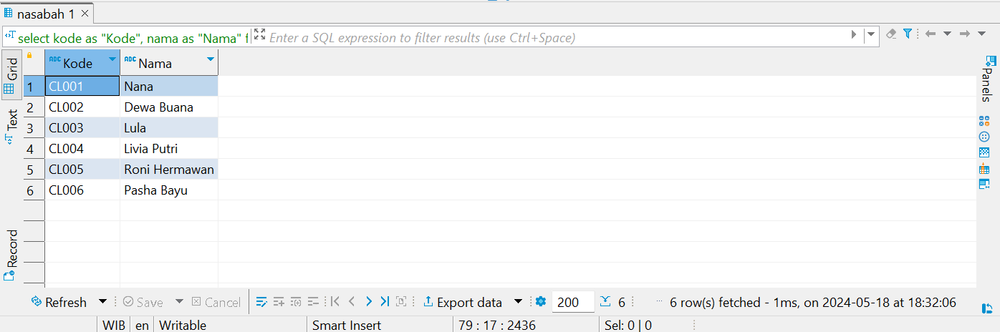 nasabah 1
select kode as "Kode", nama as "Nama" f
Enter a SQL expression to filter results (use Ctrl+Space)
Grid
Text
Record
Panels
ABC Kode ABC Nama
1 CL001 Nana
2 CL002 Dewa Buana
3 CL003 Lula
4 CL004 Livia Putri
5 CL005 Roni Hermawan
6 CL006 Pasha Bayu
Refresh Save Cancel Export data 200 6 6 row(s) fetched - 1ms, on 2024-05-18 at 18:32:06
WIB en Writable Smart Insert 79 : 17 : 2436 Sel: 0 | 0